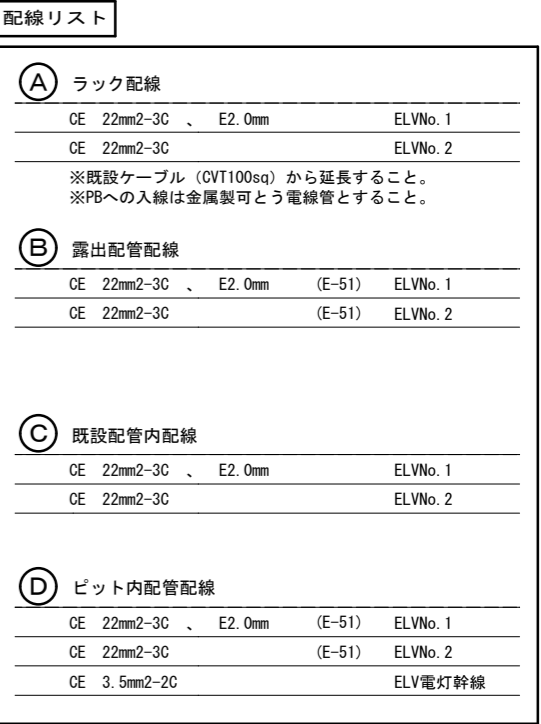 配線リスト
A ラック配線
CE 22mm2-3C 、 E2.0mm ELVNo.1
CE 22mm2-3C ELVNo.2
※既設ケーブル（CVT100sq）から延長すること。
※PBへの入線は金属製可とう電線管とすること。
B 露出配管配線
CE 22mm2-3C 、 E2.0mm (E-51) ELVNo.1
CE 22mm2-3C (E-51) ELVNo.2
C 既設配管内配線
CE 22mm2-3C 、 E2.0mm ELVNo.1
CE 22mm2-3C ELVNo.2
D ピット内配管配線
CE 22mm2-3C 、 E2.0mm (E-51) ELVNo.1
CE 22mm2-3C (E-51) ELVNo.2
CE 3.5mm2-2C ELV電灯幹線